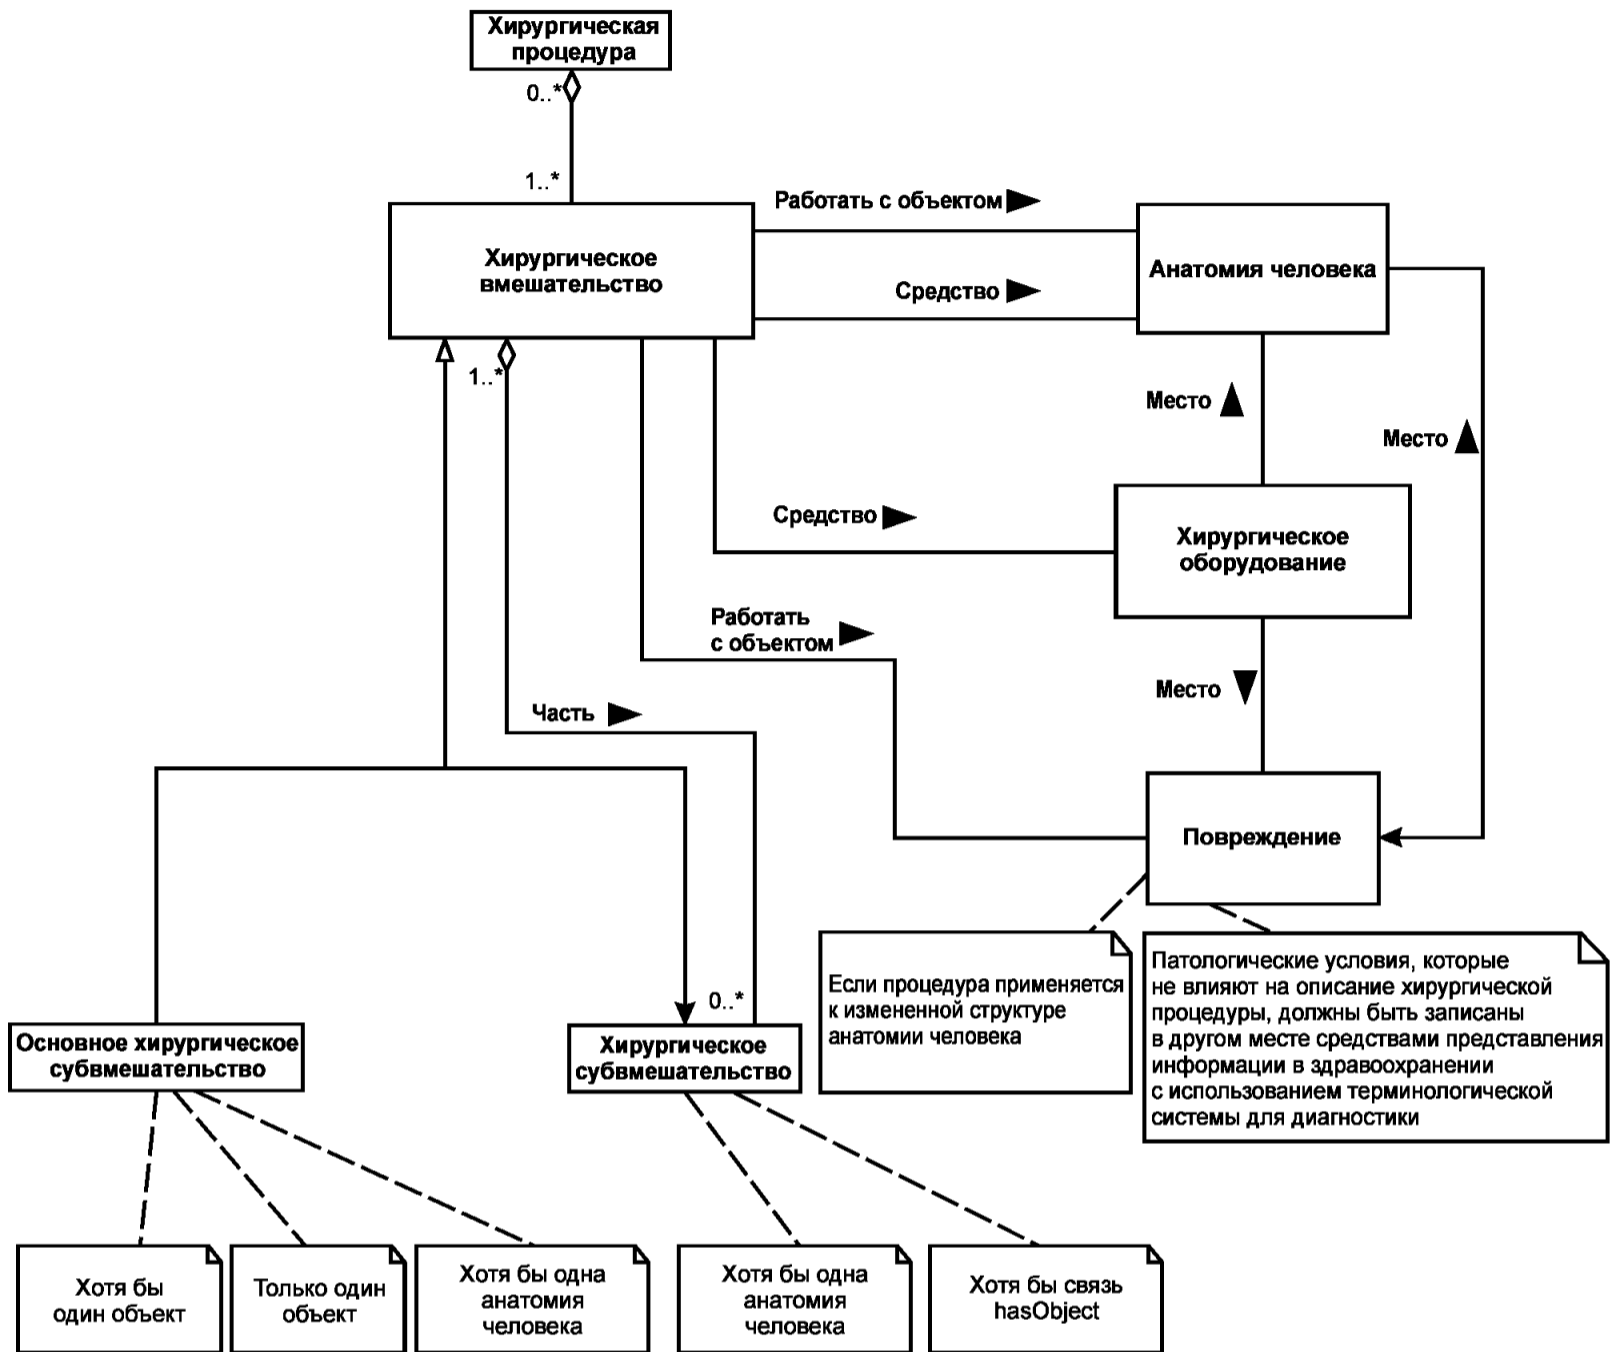 Хирургическая
процедура
0..*
1..*
Работать с объектом
Хирургическое
вмешательство
Анатомия человека
Средство
1..*
Место
Место
Средство
Хирургическое
оборудование
Работать
с объектом
Место
Часть
Повреждение
Если процедура применяется
к измененной структуре
анатомии человека
Патологические условия, которые
не влияют на описание хирургической
процедуры, должны быть записаны
в другом месте средствами представления
информации в здравоохранении
с использованием терминологической
системы для диагностики
0..*
Основное хирургическое
субвмешательство
Хирургическое
субвмешательство
Хотя бы
один объект
Только один
объект
Хотя бы одна
анатомия
человека
Хотя бы одна
анатомия
человека
Хотя бы связь
hasObject